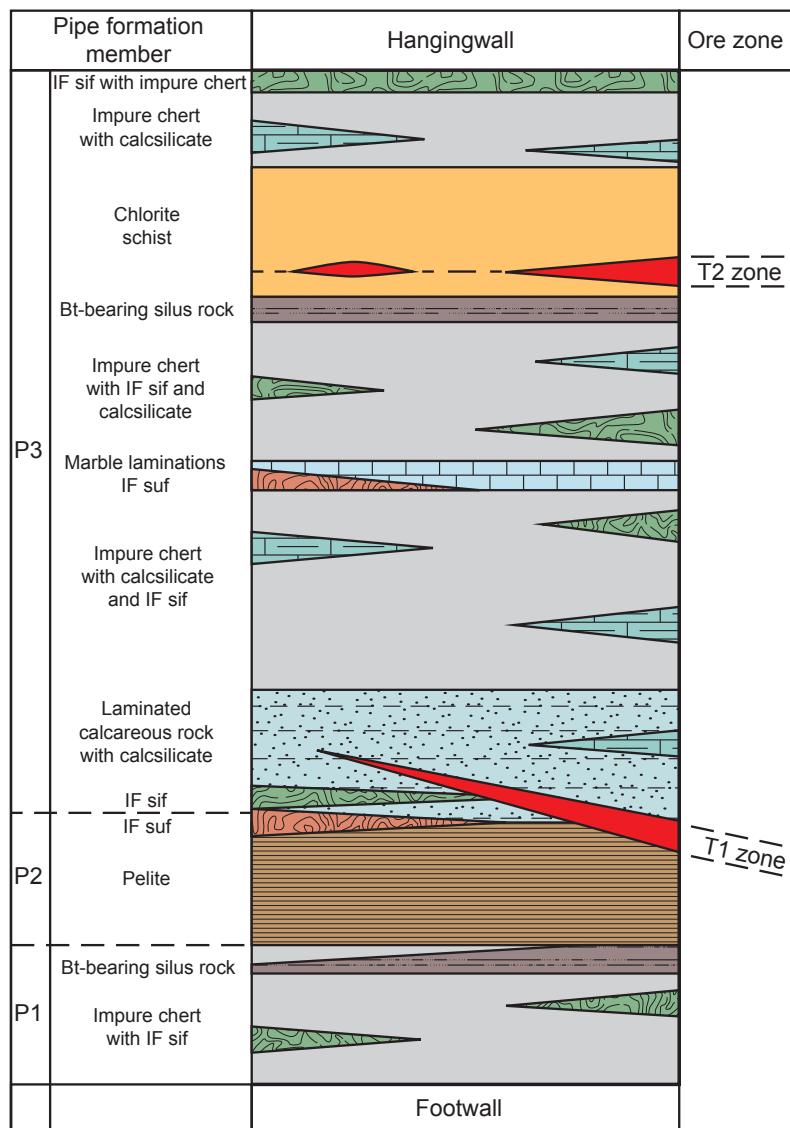 Pipe formation
member
Hangingwall
Ore zone
IF sif with impure chert
Impure chert
with calcsilicate
Chlorite
schist
T2 zone
Bt-bearing silus rock
Impure chert
with IF sif and
calcsilicate
P3
Marble laminations
IF suf
Impure chert
with calcsilicate
and IF sif
Laminated
calcareous rock
with calcsilicate
IF sif
IF suf
T1 zone
P2
Pelite
Bt-bearing silus rock
P1
Impure chert
with IF sif
Footwall